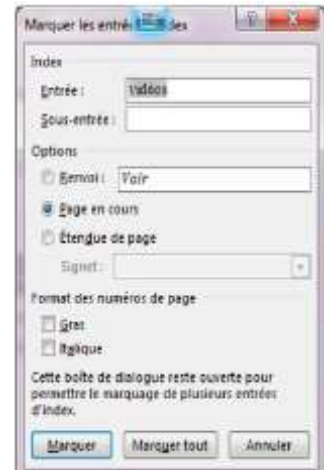 Marquer les entré dex
Index
Entrée : Vidéos
Sous-entrée :
Options
Renvoi : Voir
Page en cours
Étendue de page
Signet :
Format des numéros de page
Gras
Italique
Cette boîte de dialogue reste ouverte pour
permettre le marquage de plusieurs entrées
d'index.
Marquer Marquer tout Annuler